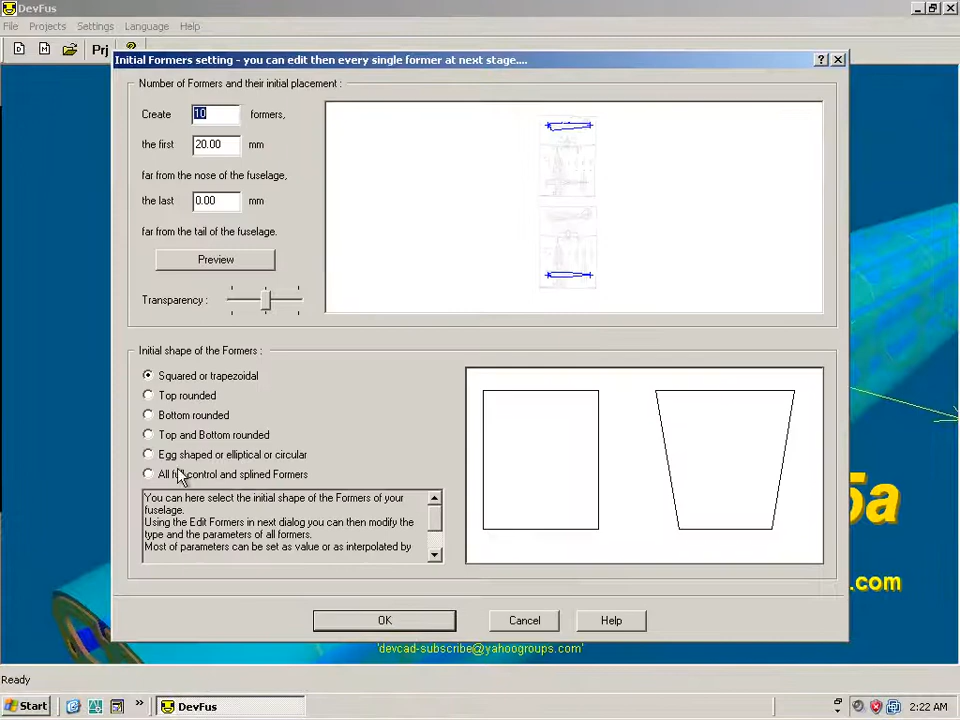 DevFus
File Projects Settings Language Help
D M Prj ?
Initial Formers setting - you can edit then every single former at next stage....
Number of Formers and their initial placement :
Create 10 formers,
the first 20.00 mm
far from the nose of the fuselage,
the last 0.00 mm
far from the tail of the fuselage.
Preview
Transparency :
Initial shape of the Formers :
Squared or trapezoidal
Top rounded
Bottom rounded
Top and Bottom rounded
Egg shaped or elliptical or circular
All full control and splined Formers
You can here select the initial shape of the Formers of your
fuselage.
Using the Edit Formers in next dialog you can then modify the
type and the parameters of all formers.
Most of parameters can be set as value or as interpolated by
5a
.com
OK Cancel Help
'devcad-subscribe@yahoogroups.com'
Ready
Start » DevFus 2:22 AM